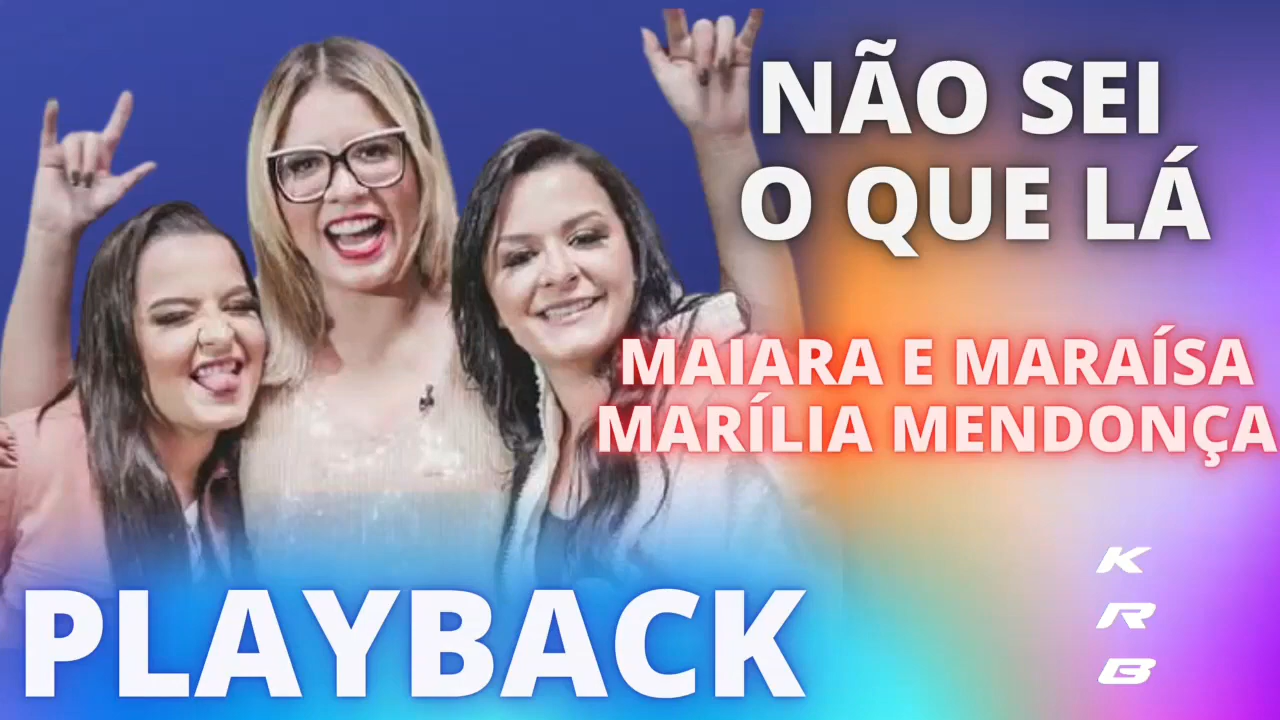 NÃO SEI
O QUE LÁ
MAIARA E MARAÍSA
MARÍLIA MENDONÇA
PLAYBACK
K
R
B